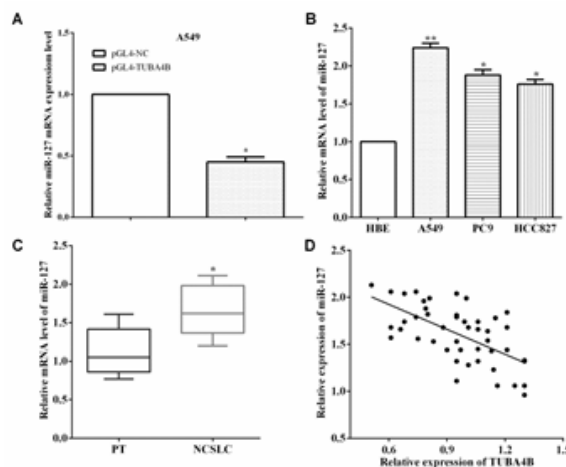 A
A549
Relative miR-127 mRNA expression level
1.5
1.0
0.5
0.0
pGL4-NC
pGL4-TUBA4B
*
B
Relative mRNA level of miR-127
2.5
2.0
1.5
1.0
0.5
0.0
**
*
*
HBE
A549
PC9
HCC827
C
Relative mRNA level of miR-127
2.5
2.0
1.5
1.0
0.5
0.0
*
PT
NCSLC
D
Relative expression of miR-127
2.5
2.0
1.5
1.0
0.5
0.6
0.9
1.2
1.5
Relative expression of TUBA4B